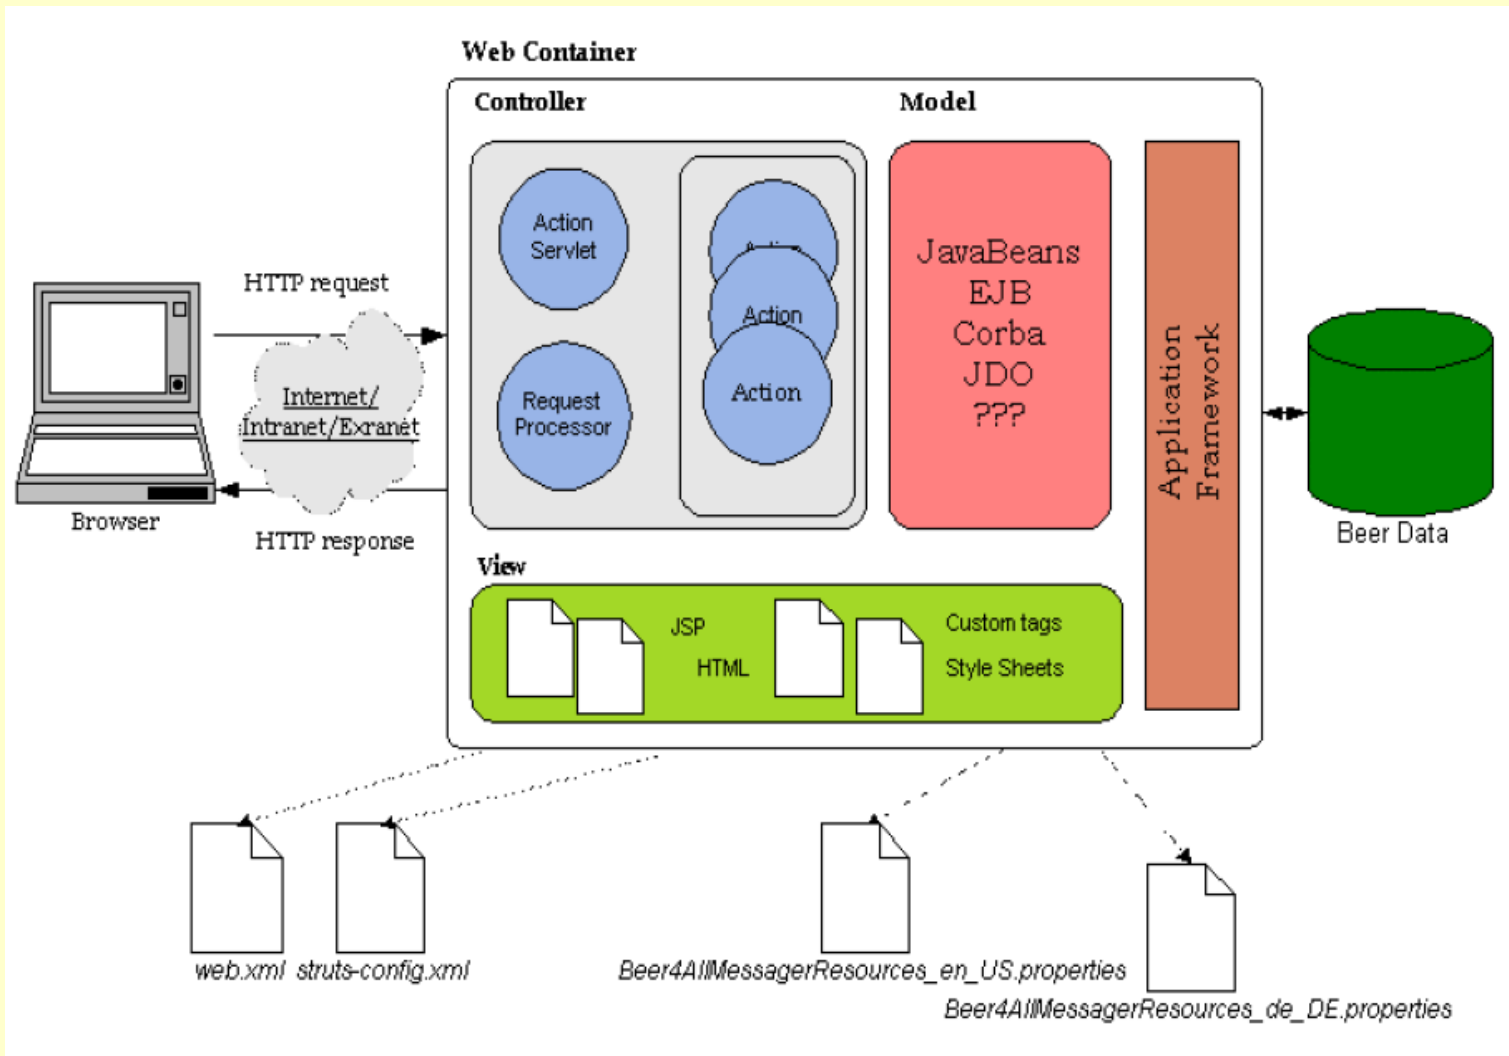 Web Container
Controller
Model
Action
Servlet
Action
Action
Action
Request
Processor
JavaBeans
EJB
Corba
JDO
???
Application
Framework
HTTP request
Internet/
Intranet/Exranet
HTTP response
Browser
Beer Data
View
JSP
HTML
Custom tags
Style Sheets
web.xml
struts-config.xml
Beer4AllMessagerResources_en_US.properties
Beer4AllMessagerResources_de_DE.properties